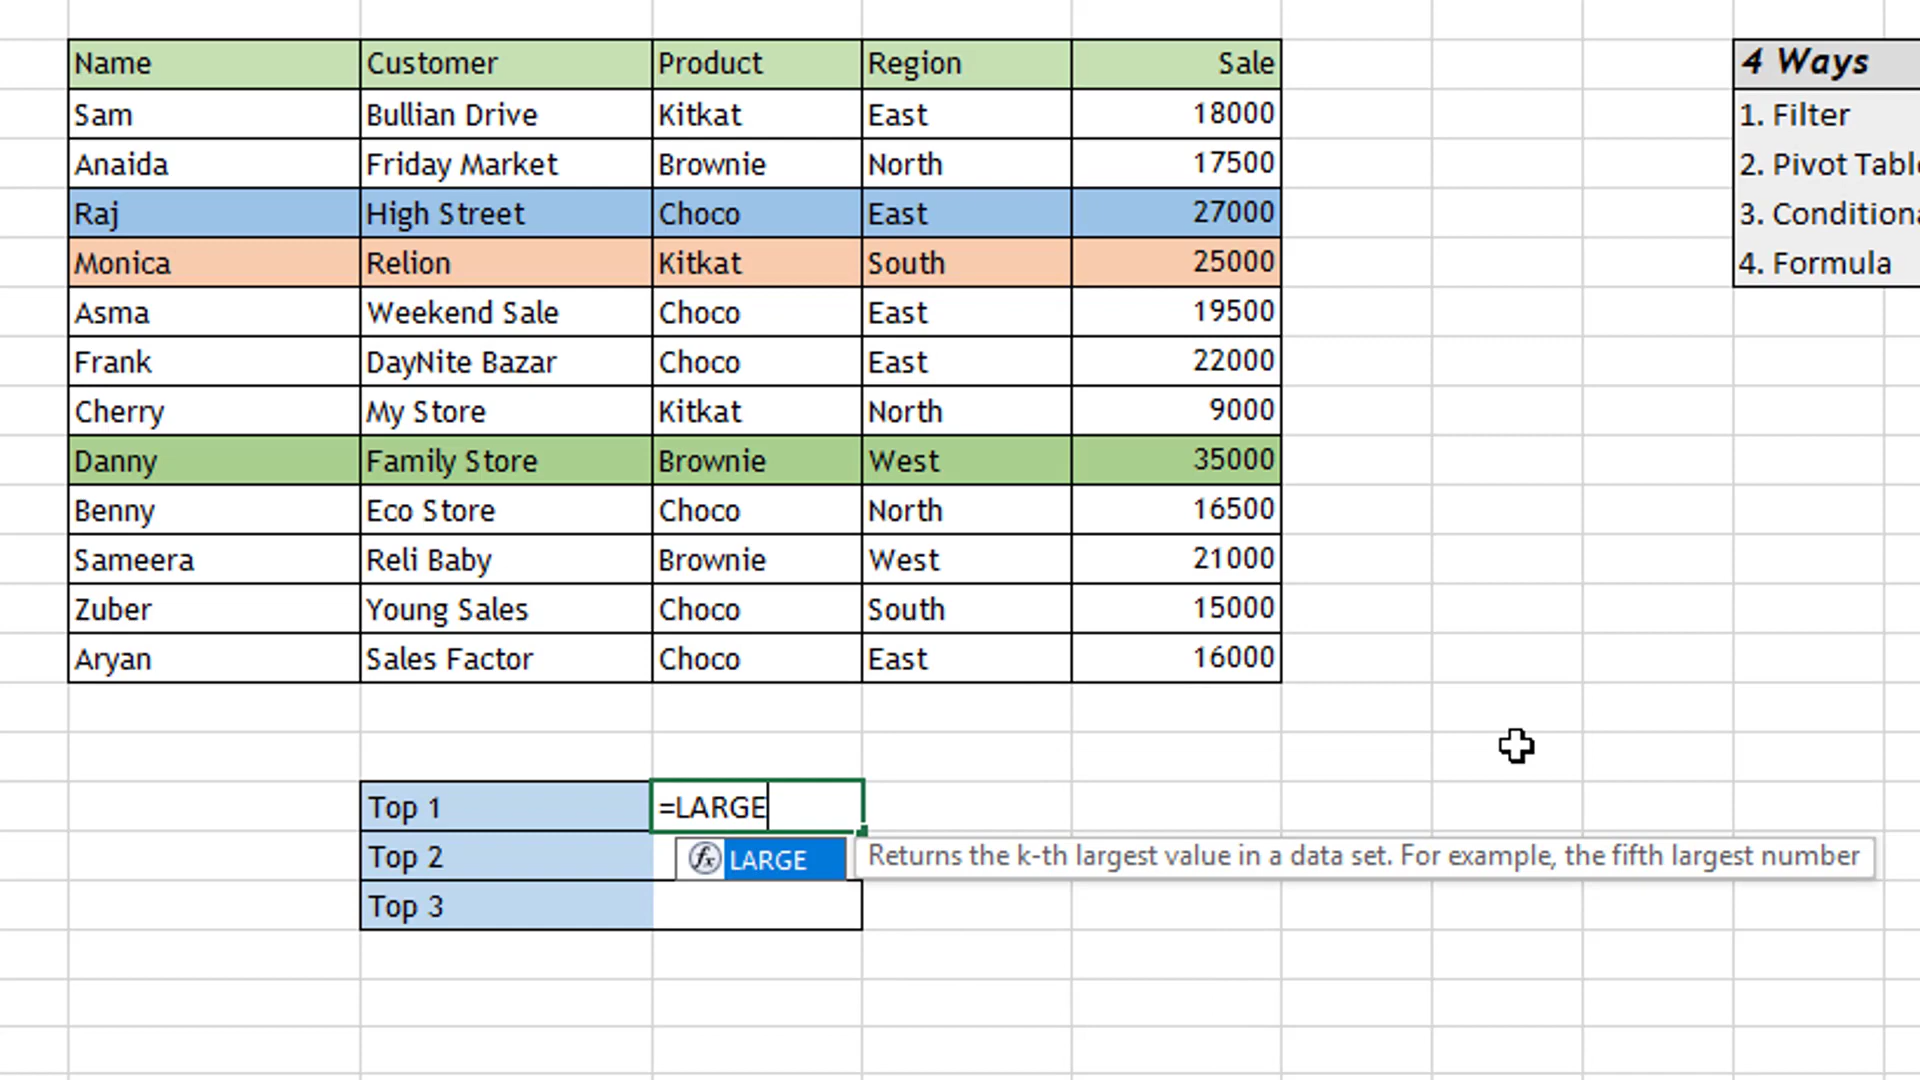 Name Customer Product Region Sale
Sam Bullian Drive Kitkat East 18000
Anaida Friday Market Brownie North 17500
Raj High Street Choco East 27000
Monica Relion Kitkat South 25000
Asma Weekend Sale Choco East 19500
Frank DayNite Bazar Choco East 22000
Cherry My Store Kitkat North 9000
Danny Family Store Brownie West 35000
Benny Eco Store Choco North 16500
Sameera Reli Baby Brownie West 21000
Zuber Young Sales Choco South 15000
Aryan Sales Factor Choco East 16000
4 Ways
1. Filter
2. Pivot Tabl
3. Condition
4. Formula
Top 1 =LARGE
Top 2
fx LARGE Returns the k-th largest value in a data set. For example, the fifth largest number
Top 3